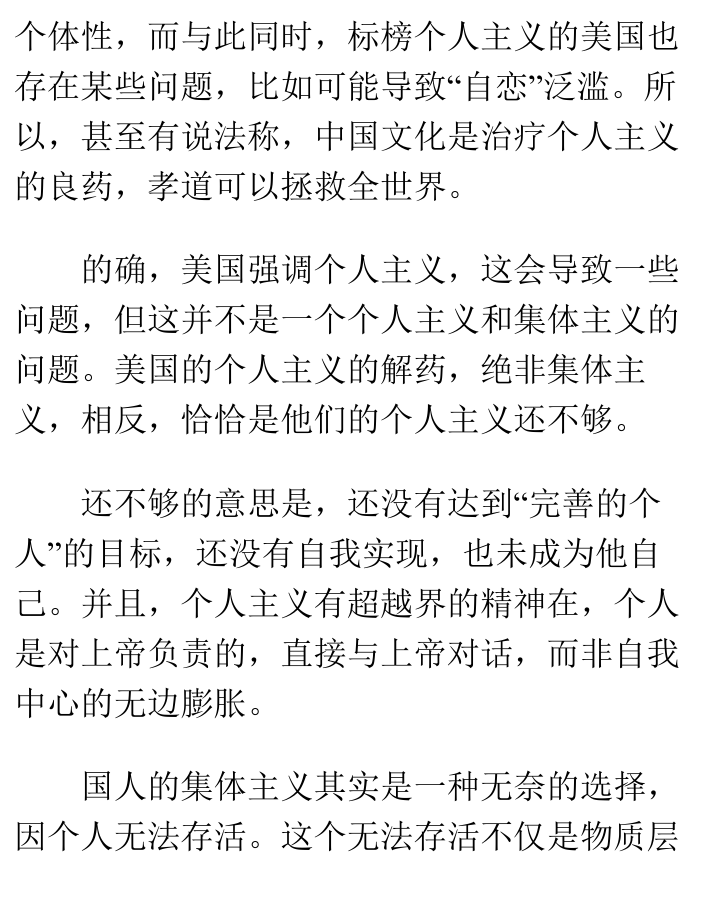 个体性，而与此同时，标榜个人主义的美国也
存在某些问题，比如可能导致“自恋”泛滥。所
以，甚至有说法称，中国文化是治疗个人主义
的良药，孝道可以拯救全世界。
的确，美国强调个人主义，这会导致一些
问题，但这并不是一个个人主义和集体主义的
问题。美国的个人主义的解药，绝非集体主
义，相反，恰恰是他们的个人主义还不够。
还不够的意思是，还没有达到“完善的个
人”的目标，还没有自我实现，也未成为他自
己。并且，个人主义有超越界的精神在，个人
是对上帝负责的，直接与上帝对话，而非自我
中心的无边膨胀。
国人的集体主义其实是一种无奈的选择，
因个人无法存活。这个无法存活不仅是物质层